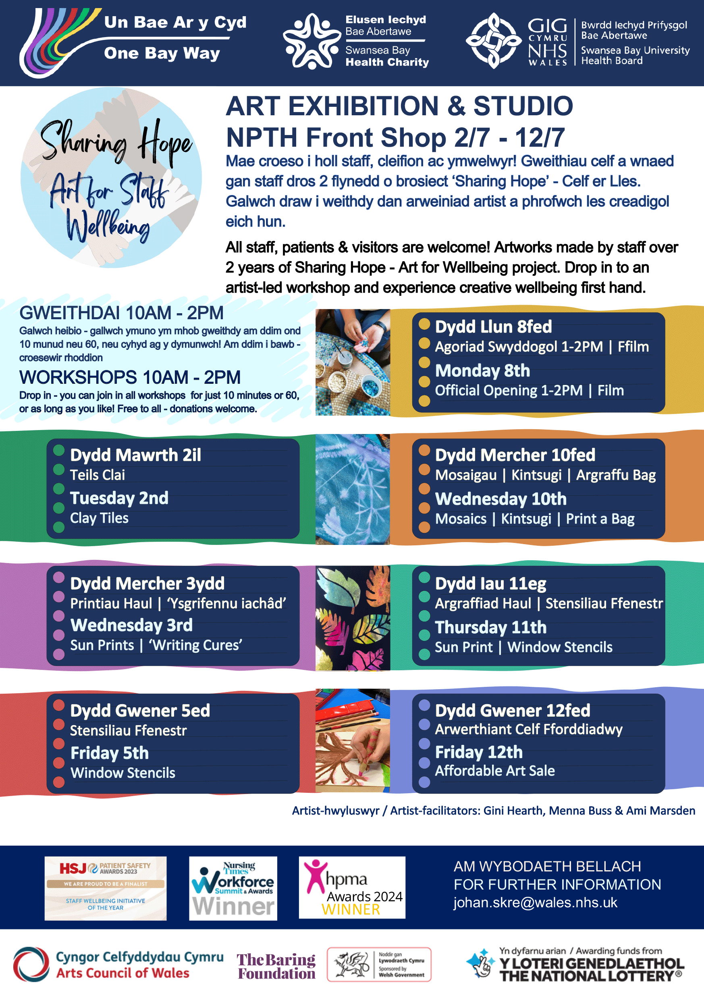 Un Bae Ar y Cyd
One Bay Way
Elusen Iechyd
Bae Abertawe
Swansea Bay
Health Charity
GIG
CYMRU
NHS
WALES
Bwrdd Iechyd Prifysgol
Bae Abertawe
Swansea Bay University
Health Board
Sharing Hope
Art for Staff
Wellbeing
ART EXHIBITION & STUDIO
NPTH Front Shop 2/7 - 12/7
Mae croeso i holl staff, cleifion ac ymwelwyr! Gweithiau celf a wnaed
gan staff dros 2 flynedd o brosiect ‘Sharing Hope’ - Celf er Lles.
Galwch draw i weithdy dan arweiniad artist a phrofwch les creadigol
eich hun.
All staff, patients & visitors are welcome! Artworks made by staff over
2 years of Sharing Hope - Art for Wellbeing project. Drop in to an
artist-led workshop and experience creative wellbeing first hand.
GWEITHDAI 10AM - 2PM
Galwch heibio - gallwch ymuno ym mhob gweithdy am ddim ond
10 munud neu 60, neu cyhyd ag y dymunwch! Am ddim i bawb -
croesewir rhoddion
WORKSHOPS 10AM - 2PM
Drop in - you can join in all workshops for just 10 minutes or 60,
or as long as you like! Free to all - donations welcome.
Dydd Llun 8fed
Agoriad Swyddogol 1-2PM | Ffilm
Monday 8th
Official Opening 1-2PM | Film
Dydd Mawrth 2il
Teils Clai
Tuesday 2nd
Clay Tiles
Dydd Mercher 10fed
Mosaigau | Kintsugi | Argraffu Bag
Wednesday 10th
Mosaics | Kintsugi | Print a Bag
Dydd Mercher 3ydd
Printiau Haul | ‘Ysgrifennu iachâd’
Wednesday 3rd
Sun Prints | ‘Writing Cures’
Dydd Iau 11eg
Argraffiad Haul | Stensiliau Ffenestr
Thursday 11th
Sun Print | Window Stencils
Dydd Gwener 5ed
Stensiliau Ffenestr
Friday 5th
Window Stencils
Dydd Gwener 12fed
Arwerthiant Celf Fforddiadwy
Friday 12th
Affordable Art Sale
Artist-hwyluswyr / Artist-facilitators: Gini Hearth, Menna Buss & Ami Marsden
HSJ PATIENT SAFETY
AWARDS 2023
WE ARE PROUD TO BE A FINALIST
STAFF WELLBEING INITIATIVE
OF THE YEAR
Nursing
Times
Workforce
Summit & Awards
Winner
hpma
Awards 2024
WINNER
AM WYBODAETH BELLACH
FOR FURTHER INFORMATION
johan.skre@wales.nhs.uk
Cyngor Celfyddydau Cymru
Arts Council of Wales
The Baring
Foundation
Noddir gan
Lywodraeth Cymru
Sponsored by
Welsh Government
Yn dyfarnu arian / Awarding funds from
Y LOTERI GENEDLAETHOL
THE NATIONAL LOTTERY®